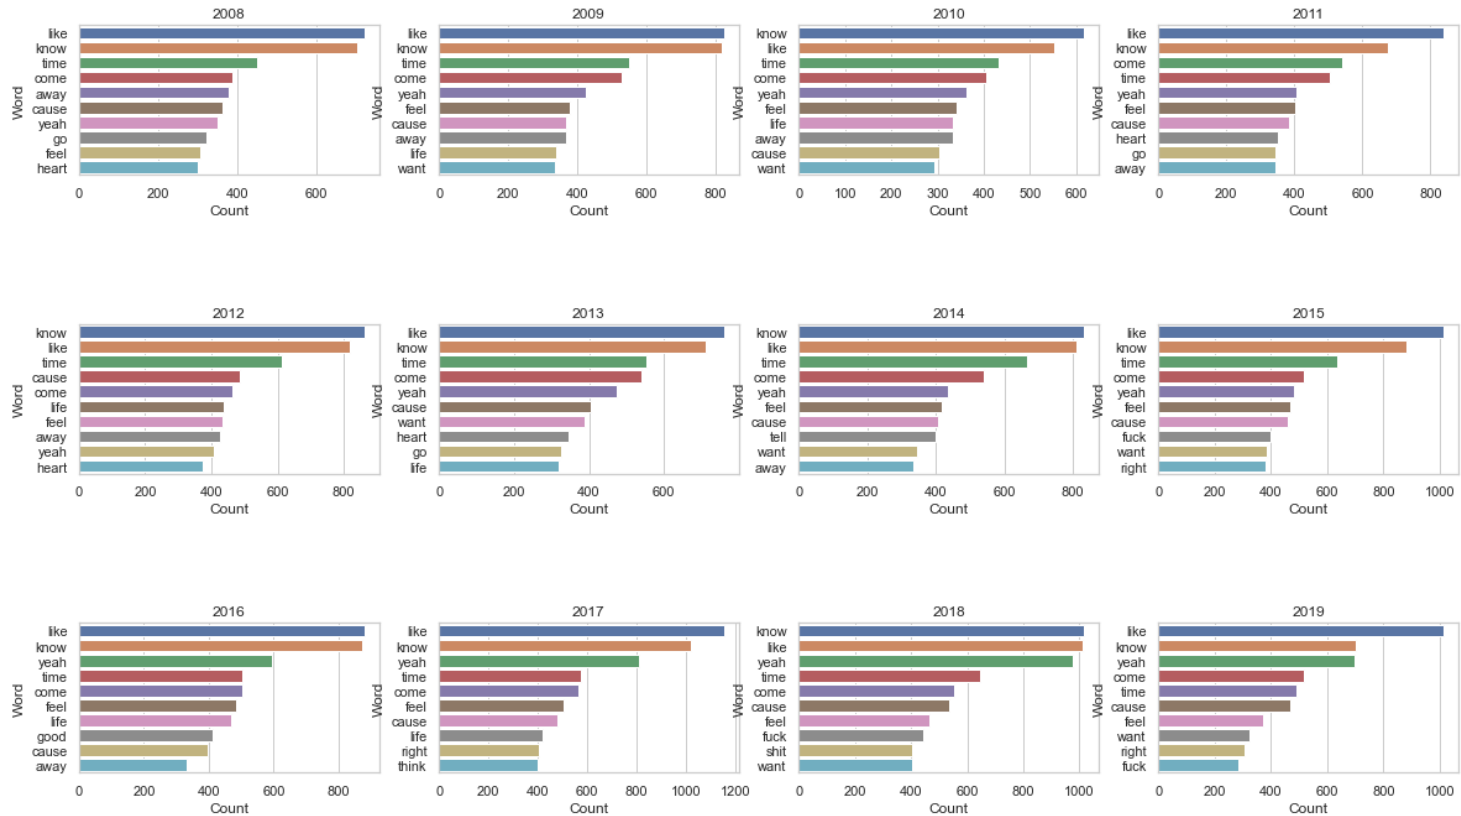 2008
Word
like
know
time
come
away
cause
yeah
go
feel
heart
0 200 400 600
Count
2009
Word
like
know
time
come
yeah
feel
cause
away
life
want
0 200 400 600 800
Count
2010
Word
know
like
time
come
yeah
feel
life
away
cause
want
0 100 200 300 400 500 600
Count
2011
Word
like
know
come
time
yeah
feel
cause
heart
go
away
0 200 400 600 800
Count
2012
Word
know
like
time
cause
come
life
feel
away
yeah
heart
0 200 400 600 800
Count
2013
Word
like
know
time
come
yeah
cause
want
heart
go
life
0 200 400 600
Count
2014
Word
know
like
time
come
yeah
feel
cause
tell
want
away
0 200 400 600 800
Count
2015
Word
like
know
time
come
yeah
feel
cause
fuck
want
right
0 200 400 600 800 1000
Count
2016
Word
like
know
yeah
time
come
feel
life
good
cause
away
0 200 400 600 800
Count
2017
Word
like
know
yeah
time
come
feel
cause
life
right
think
0 200 400 600 800 1000 1200
Count
2018
Word
know
like
yeah
time
come
cause
feel
fuck
shit
want
0 200 400 600 800 1000
Count
2019
Word
like
know
yeah
come
time
cause
feel
want
right
fuck
0 200 400 600 800 1000
Count